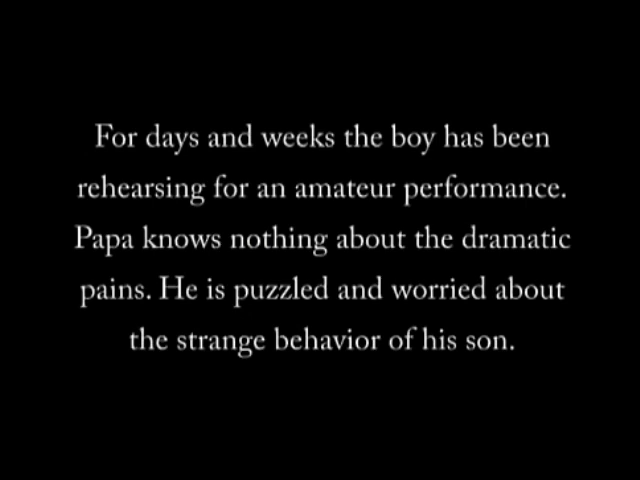 For days and weeks the boy has been
rehearsing for an amateur performance.
Papa knows nothing about the dramatic
pains. He is puzzled and worried about
the strange behavior of his son.